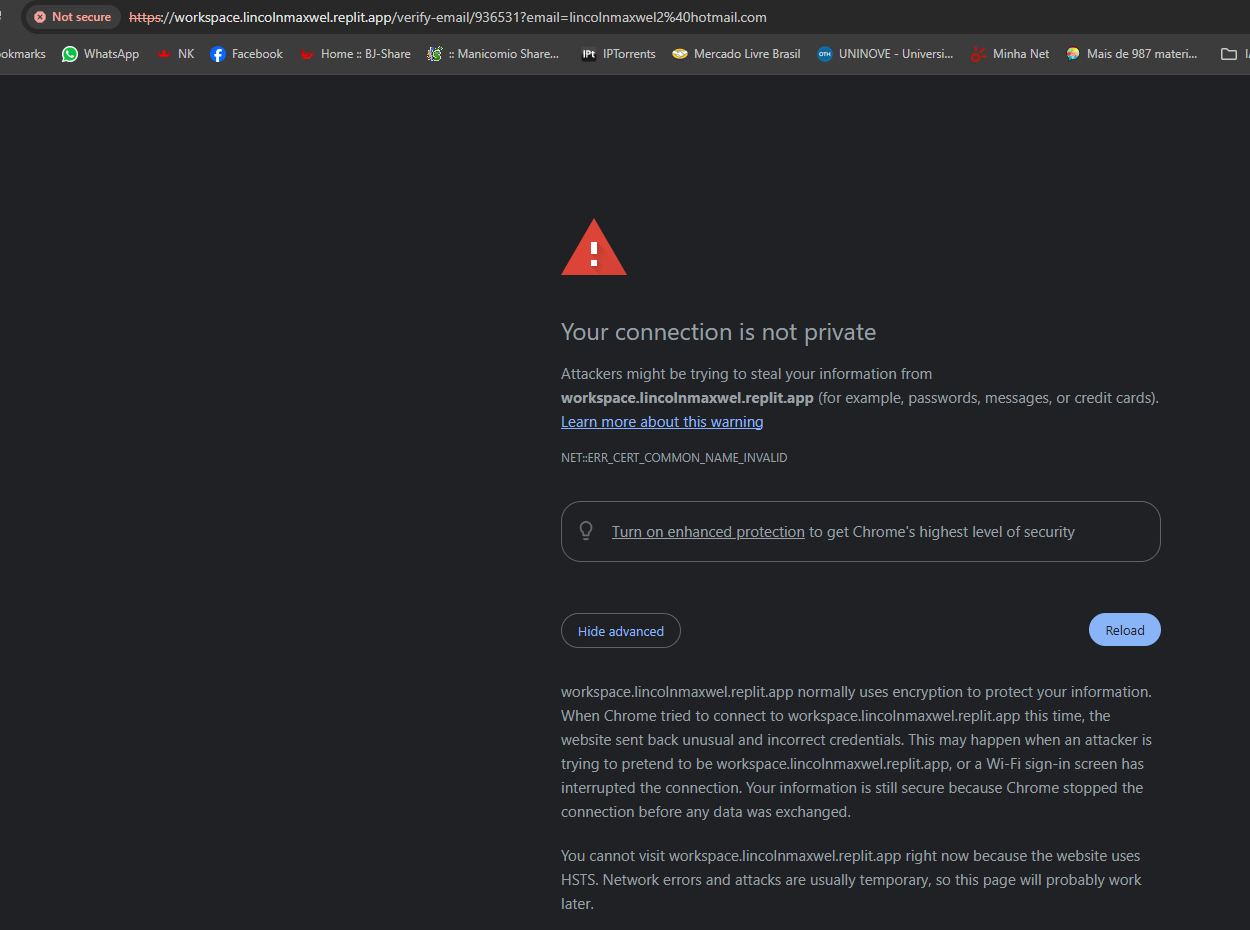 Not secure https://workspace.lincolnmaxwel.replit.app/verify-email/936531?email=lincolnmaxwel2%40hotmail.com
okmarks WhatsApp NK Facebook Home :: BJ-Share :: Manicomio Share... IPT IPTorrents Mercado Livre Brasil OTH UNINOVE - Universi... Minha Net Mais de 987 materi...
Your connection is not private
Attackers might be trying to steal your information from
workspace.lincolnmaxwel.replit.app (for example, passwords, messages, or credit cards).
Learn more about this warning
NET::ERR_CERT_COMMON_NAME_INVALID
Turn on enhanced protection to get Chrome's highest level of security
Hide advanced
Reload
workspace.lincolnmaxwel.replit.app normally uses encryption to protect your information.
When Chrome tried to connect to workspace.lincolnmaxwel.replit.app this time, the
website sent back unusual and incorrect credentials. This may happen when an attacker is
trying to pretend to be workspace.lincolnmaxwel.replit.app, or a Wi-Fi sign-in screen has
interrupted the connection. Your information is still secure because Chrome stopped the
connection before any data was exchanged.
You cannot visit workspace.lincolnmaxwel.replit.app right now because the website uses
HSTS. Network errors and attacks are usually temporary, so this page will probably work
later.